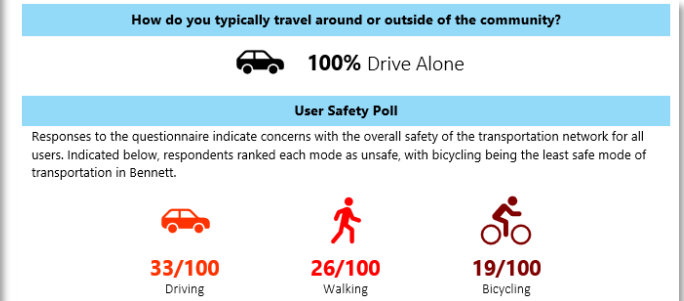 How do you typically travel around or outside of the community?
100% Drive Alone
User Safety Poll
Responses to the questionnaire indicate concerns with the overall safety of the transportation network for all
users. Indicated below, respondents ranked each mode as unsafe, with bicycling being the least safe mode of
transportation in Bennett.
33/100 26/100 19/100
Driving Walking Bicycling